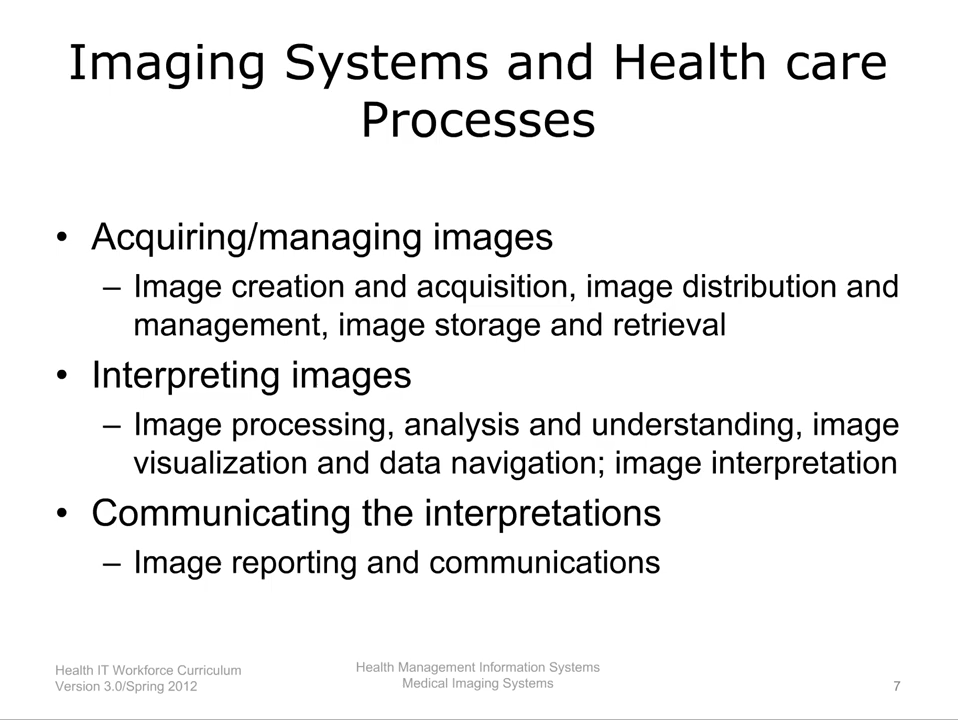 Imaging Systems and Health care
Processes
• Acquiring/managing images
– Image creation and acquisition, image distribution and
management, image storage and retrieval
• Interpreting images
– Image processing, analysis and understanding, image
visualization and data navigation; image interpretation
• Communicating the interpretations
– Image reporting and communications
Health IT Workforce Curriculum
Version 3.0/Spring 2012
Health Management Information Systems
Medical Imaging Systems
7